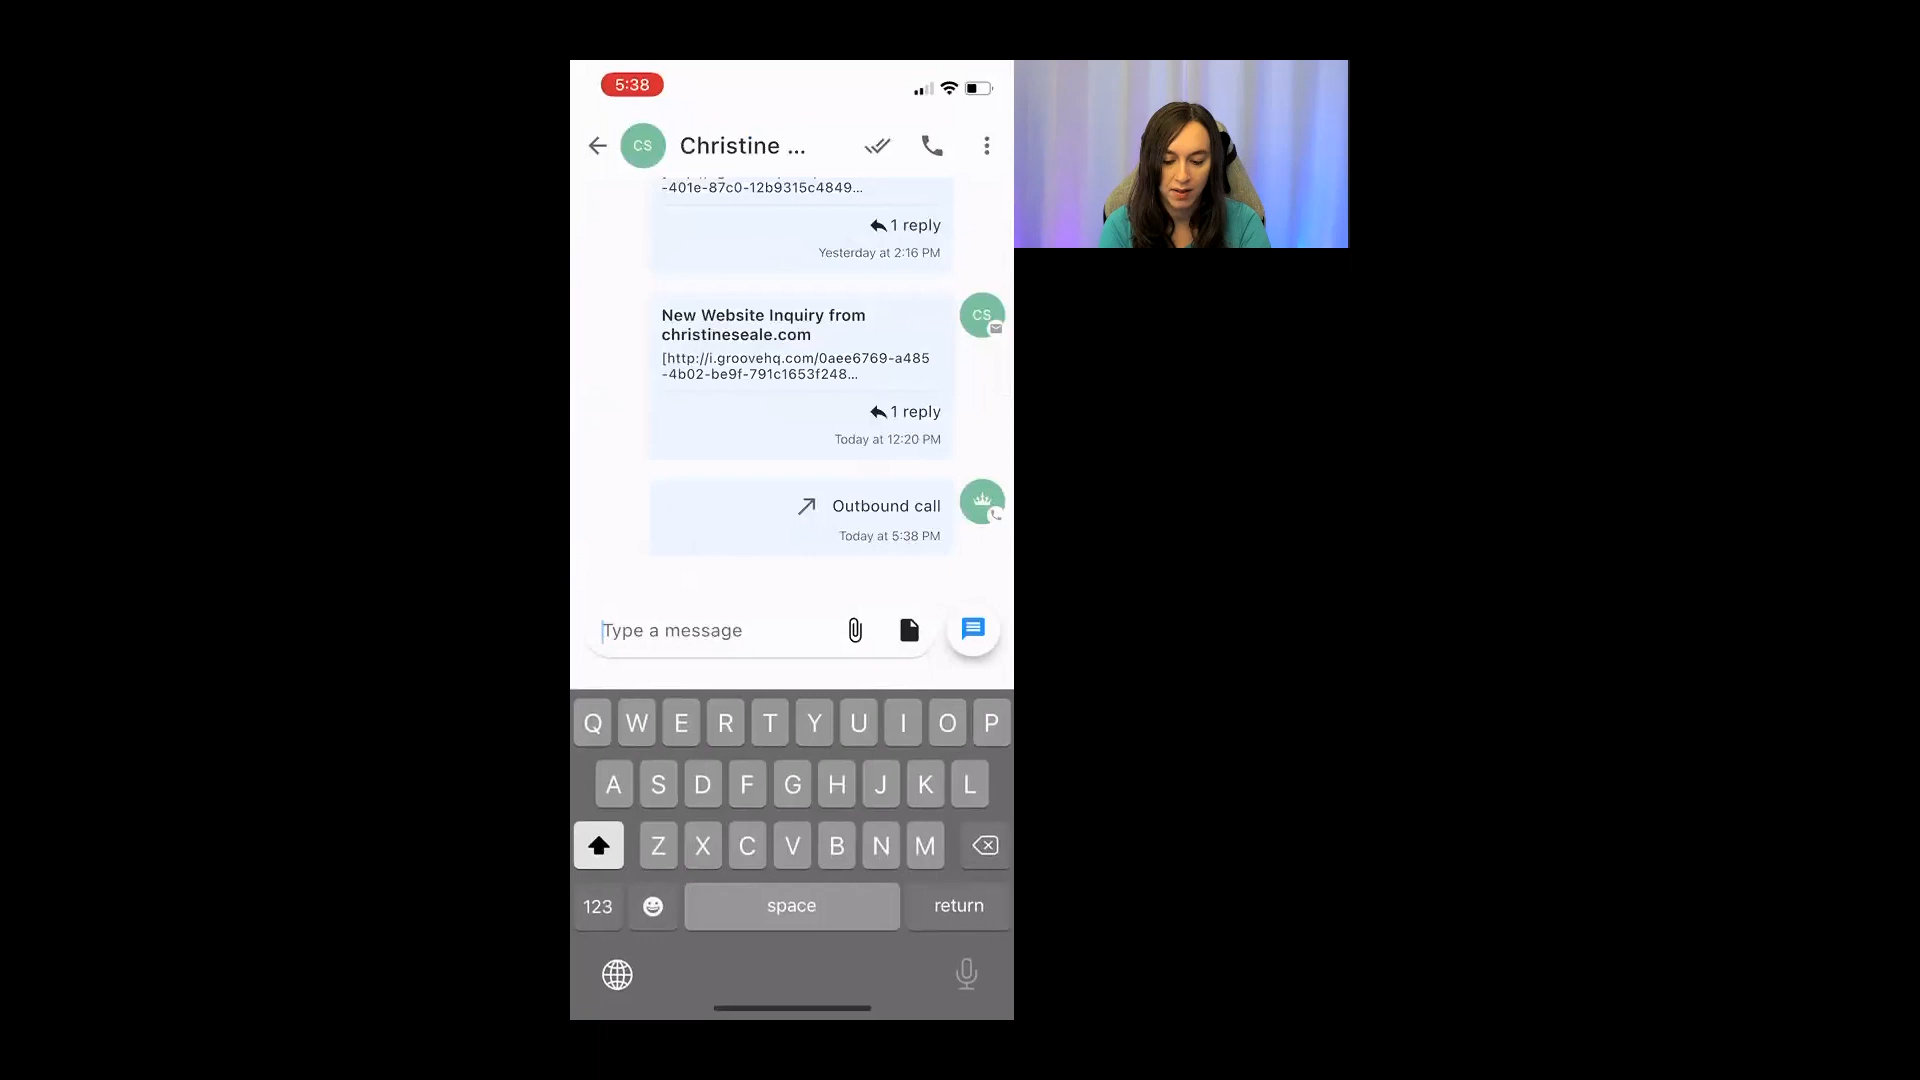 5:38
CS
Christine ...
-401e-87c0-12b9315c4849...
1 reply
Yesterday at 2:16 PM
New Website Inquiry from
christineseale.com
CS
[http://i.groovehq.com/0aee6769-a485
-4b02-be9f-791c1653f248...
1 reply
Today at 12:20 PM
Outbound call
Today at 5:38 PM
Type a message
Q W E R T Y U I O P
A S D F G H J K L
Z X C V B N M
123
space
return